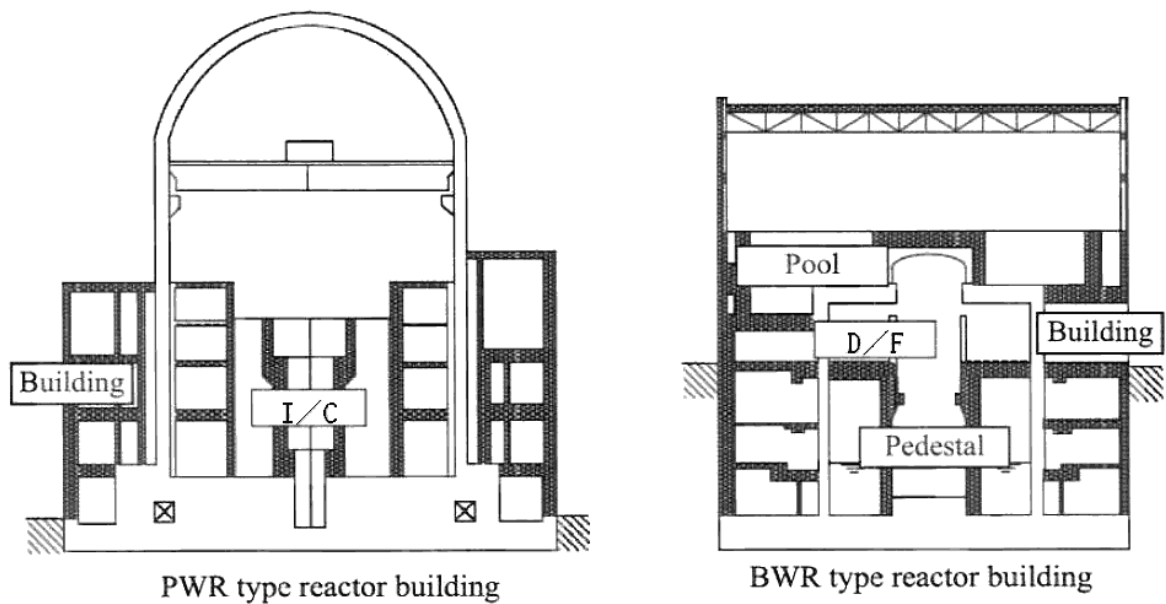 Building
I/C
PWR type reactor building
Pool
D/F
Building
Pedestal
BWR type reactor building